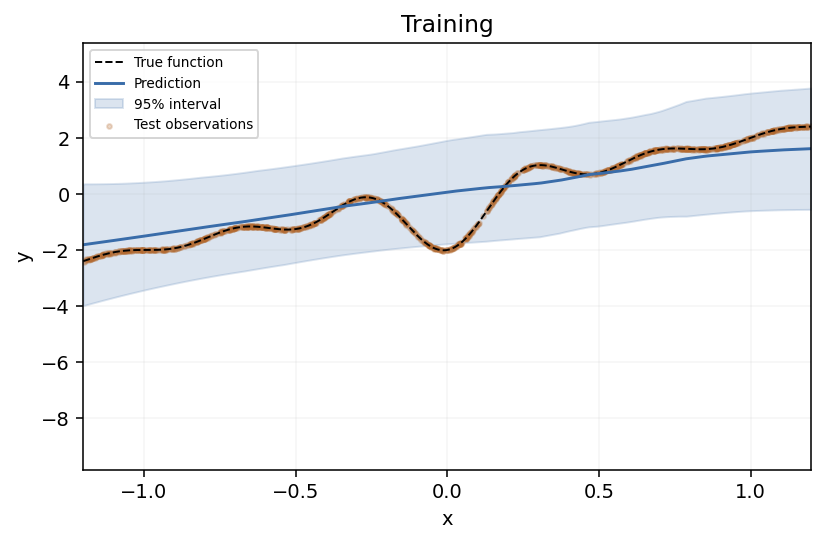 Training
True function
Prediction
95% interval
Test observations
4
2
0
−2
−4
−6
−8
y
−1.0 −0.5 0.0 0.5 1.0
x